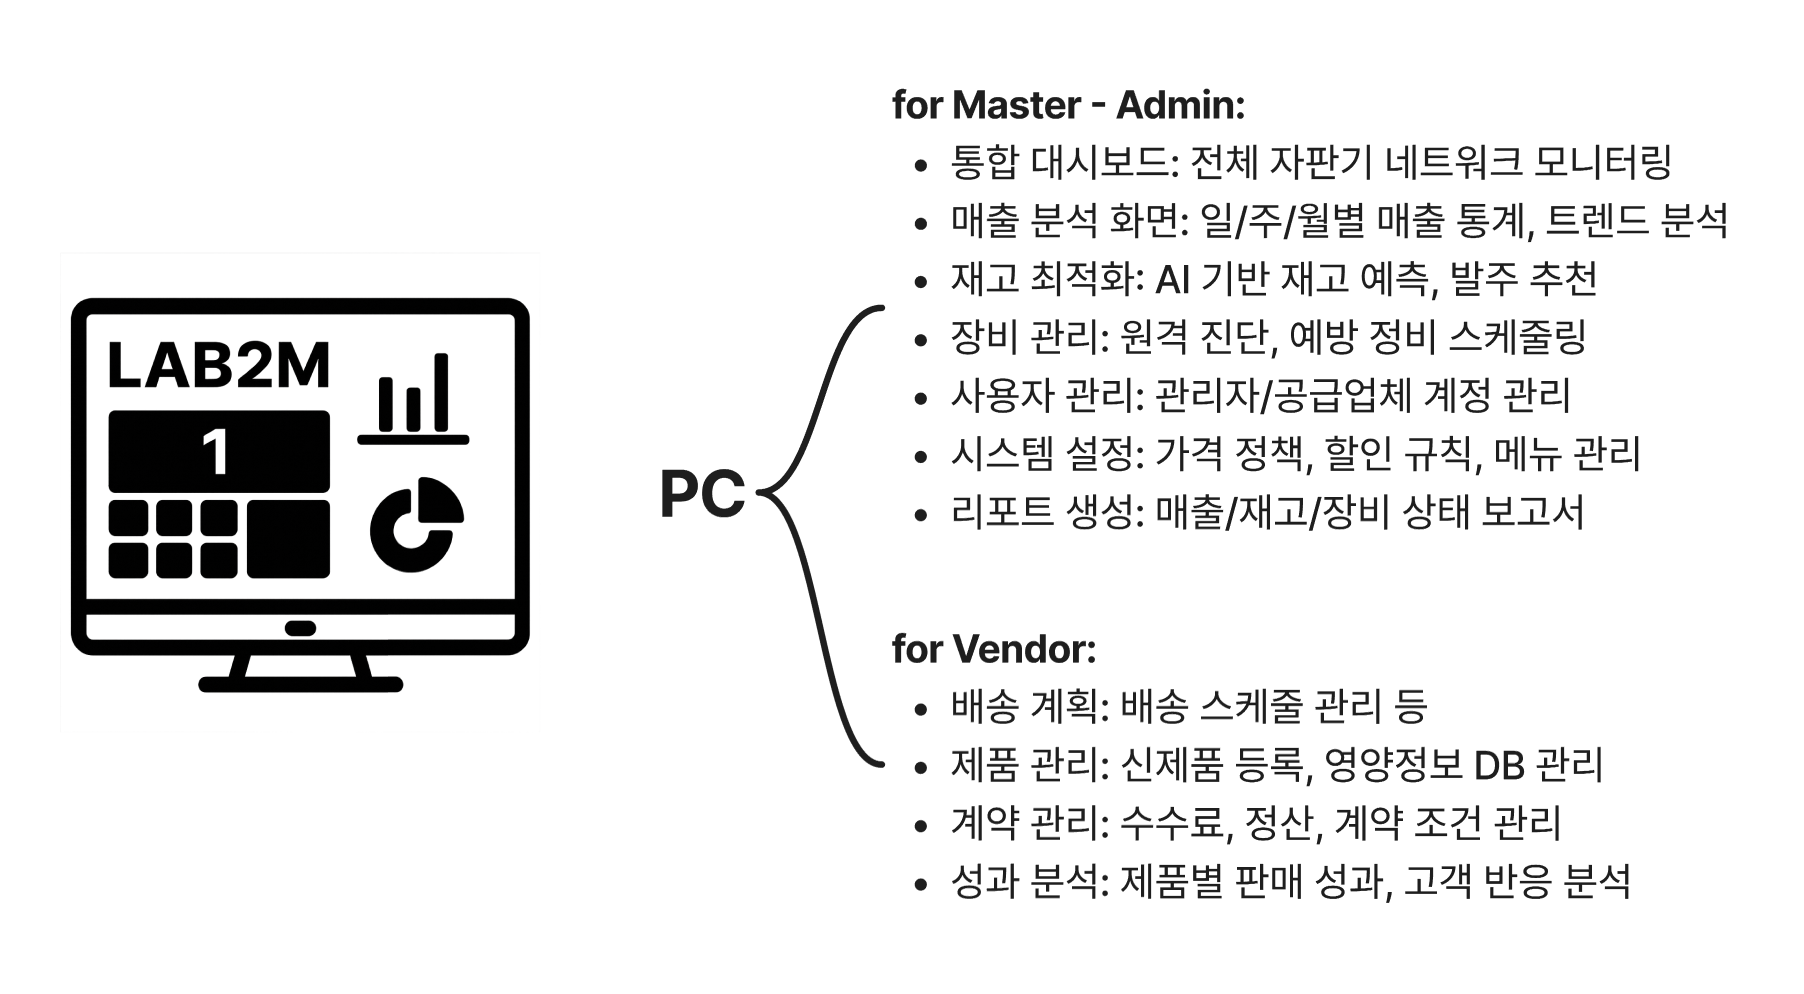 LAB2M
1
PC
for Master - Admin:
• 통합 대시보드: 전체 자판기 네트워크 모니터링
• 매출 분석 화면: 일/주/월별 매출 통계, 트렌드 분석
• 재고 최적화: AI 기반 재고 예측, 발주 추천
• 장비 관리: 원격 진단, 예방 정비 스케줄링
• 사용자 관리: 관리자/공급업체 계정 관리
• 시스템 설정: 가격 정책, 할인 규칙, 메뉴 관리
• 리포트 생성: 매출/재고/장비 상태 보고서
for Vendor:
• 배송 계획: 배송 스케줄 관리 등
• 제품 관리: 신제품 등록, 영양정보 DB 관리
• 계약 관리: 수수료, 정산, 계약 조건 관리
• 성과 분석: 제품별 판매 성과, 고객 반응 분석